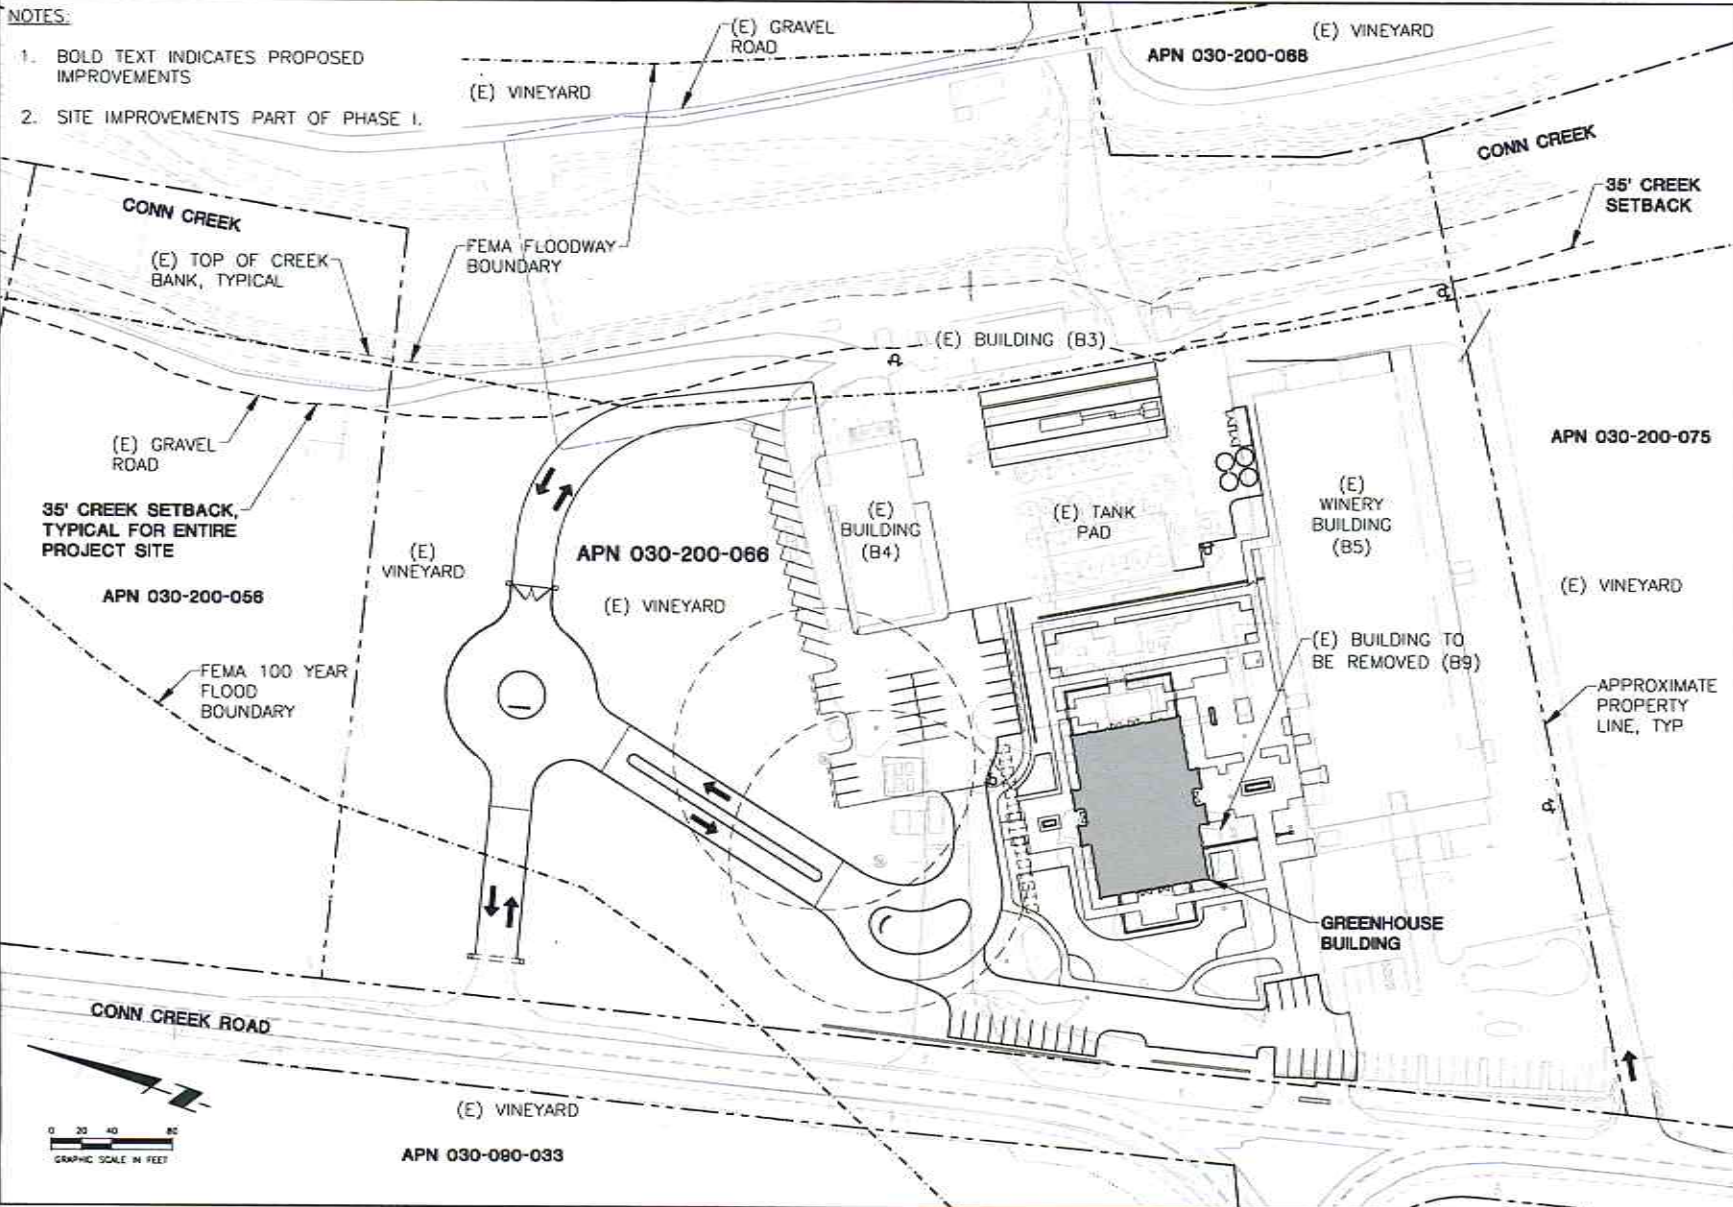 NOTES:
1. BOLD TEXT INDICATES PROPOSED
IMPROVEMENTS
2. SITE IMPROVEMENTS PART OF PHASE I.
(E) GRAVEL
ROAD
(E) VINEYARD
(E) VINEYARD
APN 030-200-068
CONN CREEK
CONN CREEK
35' CREEK
SETBACK
(E) TOP OF CREEK
BANK, TYPICAL
FEMA FLOODWAY
BOUNDARY
(E) BUILDING (B3)
(E) GRAVEL
ROAD
35' CREEK SETBACK,
TYPICAL FOR ENTIRE
PROJECT SITE
(E)
VINEYARD
APN 030-200-056
APN 030-200-066
(E) VINEYARD
(E)
BUILDING
(B4)
(E) TANK
PAD
(E)
WINERY
BUILDING
(B5)
APN 030-200-075
(E) VINEYARD
(E) BUILDING TO
BE REMOVED (B9)
FEMA 100 YEAR
FLOOD
BOUNDARY
APPROXIMATE
PROPERTY
LINE, TYP
GREENHOUSE
BUILDING
CONN CREEK ROAD
(E) VINEYARD
APN 030-090-033
0 20 40 80
GRAPHIC SCALE IN FEET